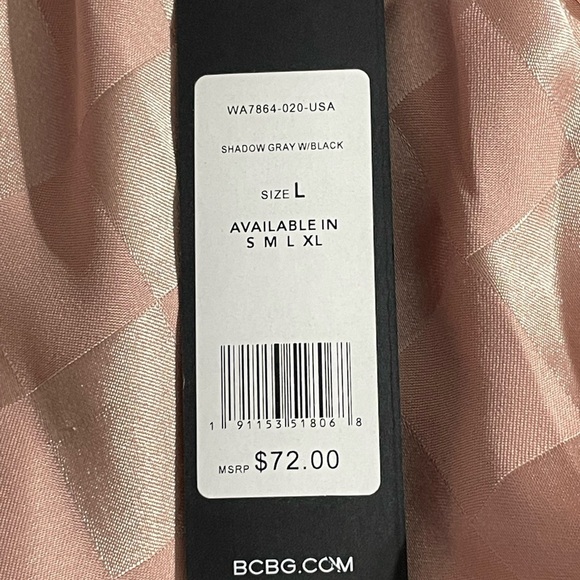 WA7864-020-USA
SHADOW GRAY W/BLACK
SIZE L
AVAILABLE IN
S M L XL
1 91153 51806 8
MSRP $72.00
BCBG.COM